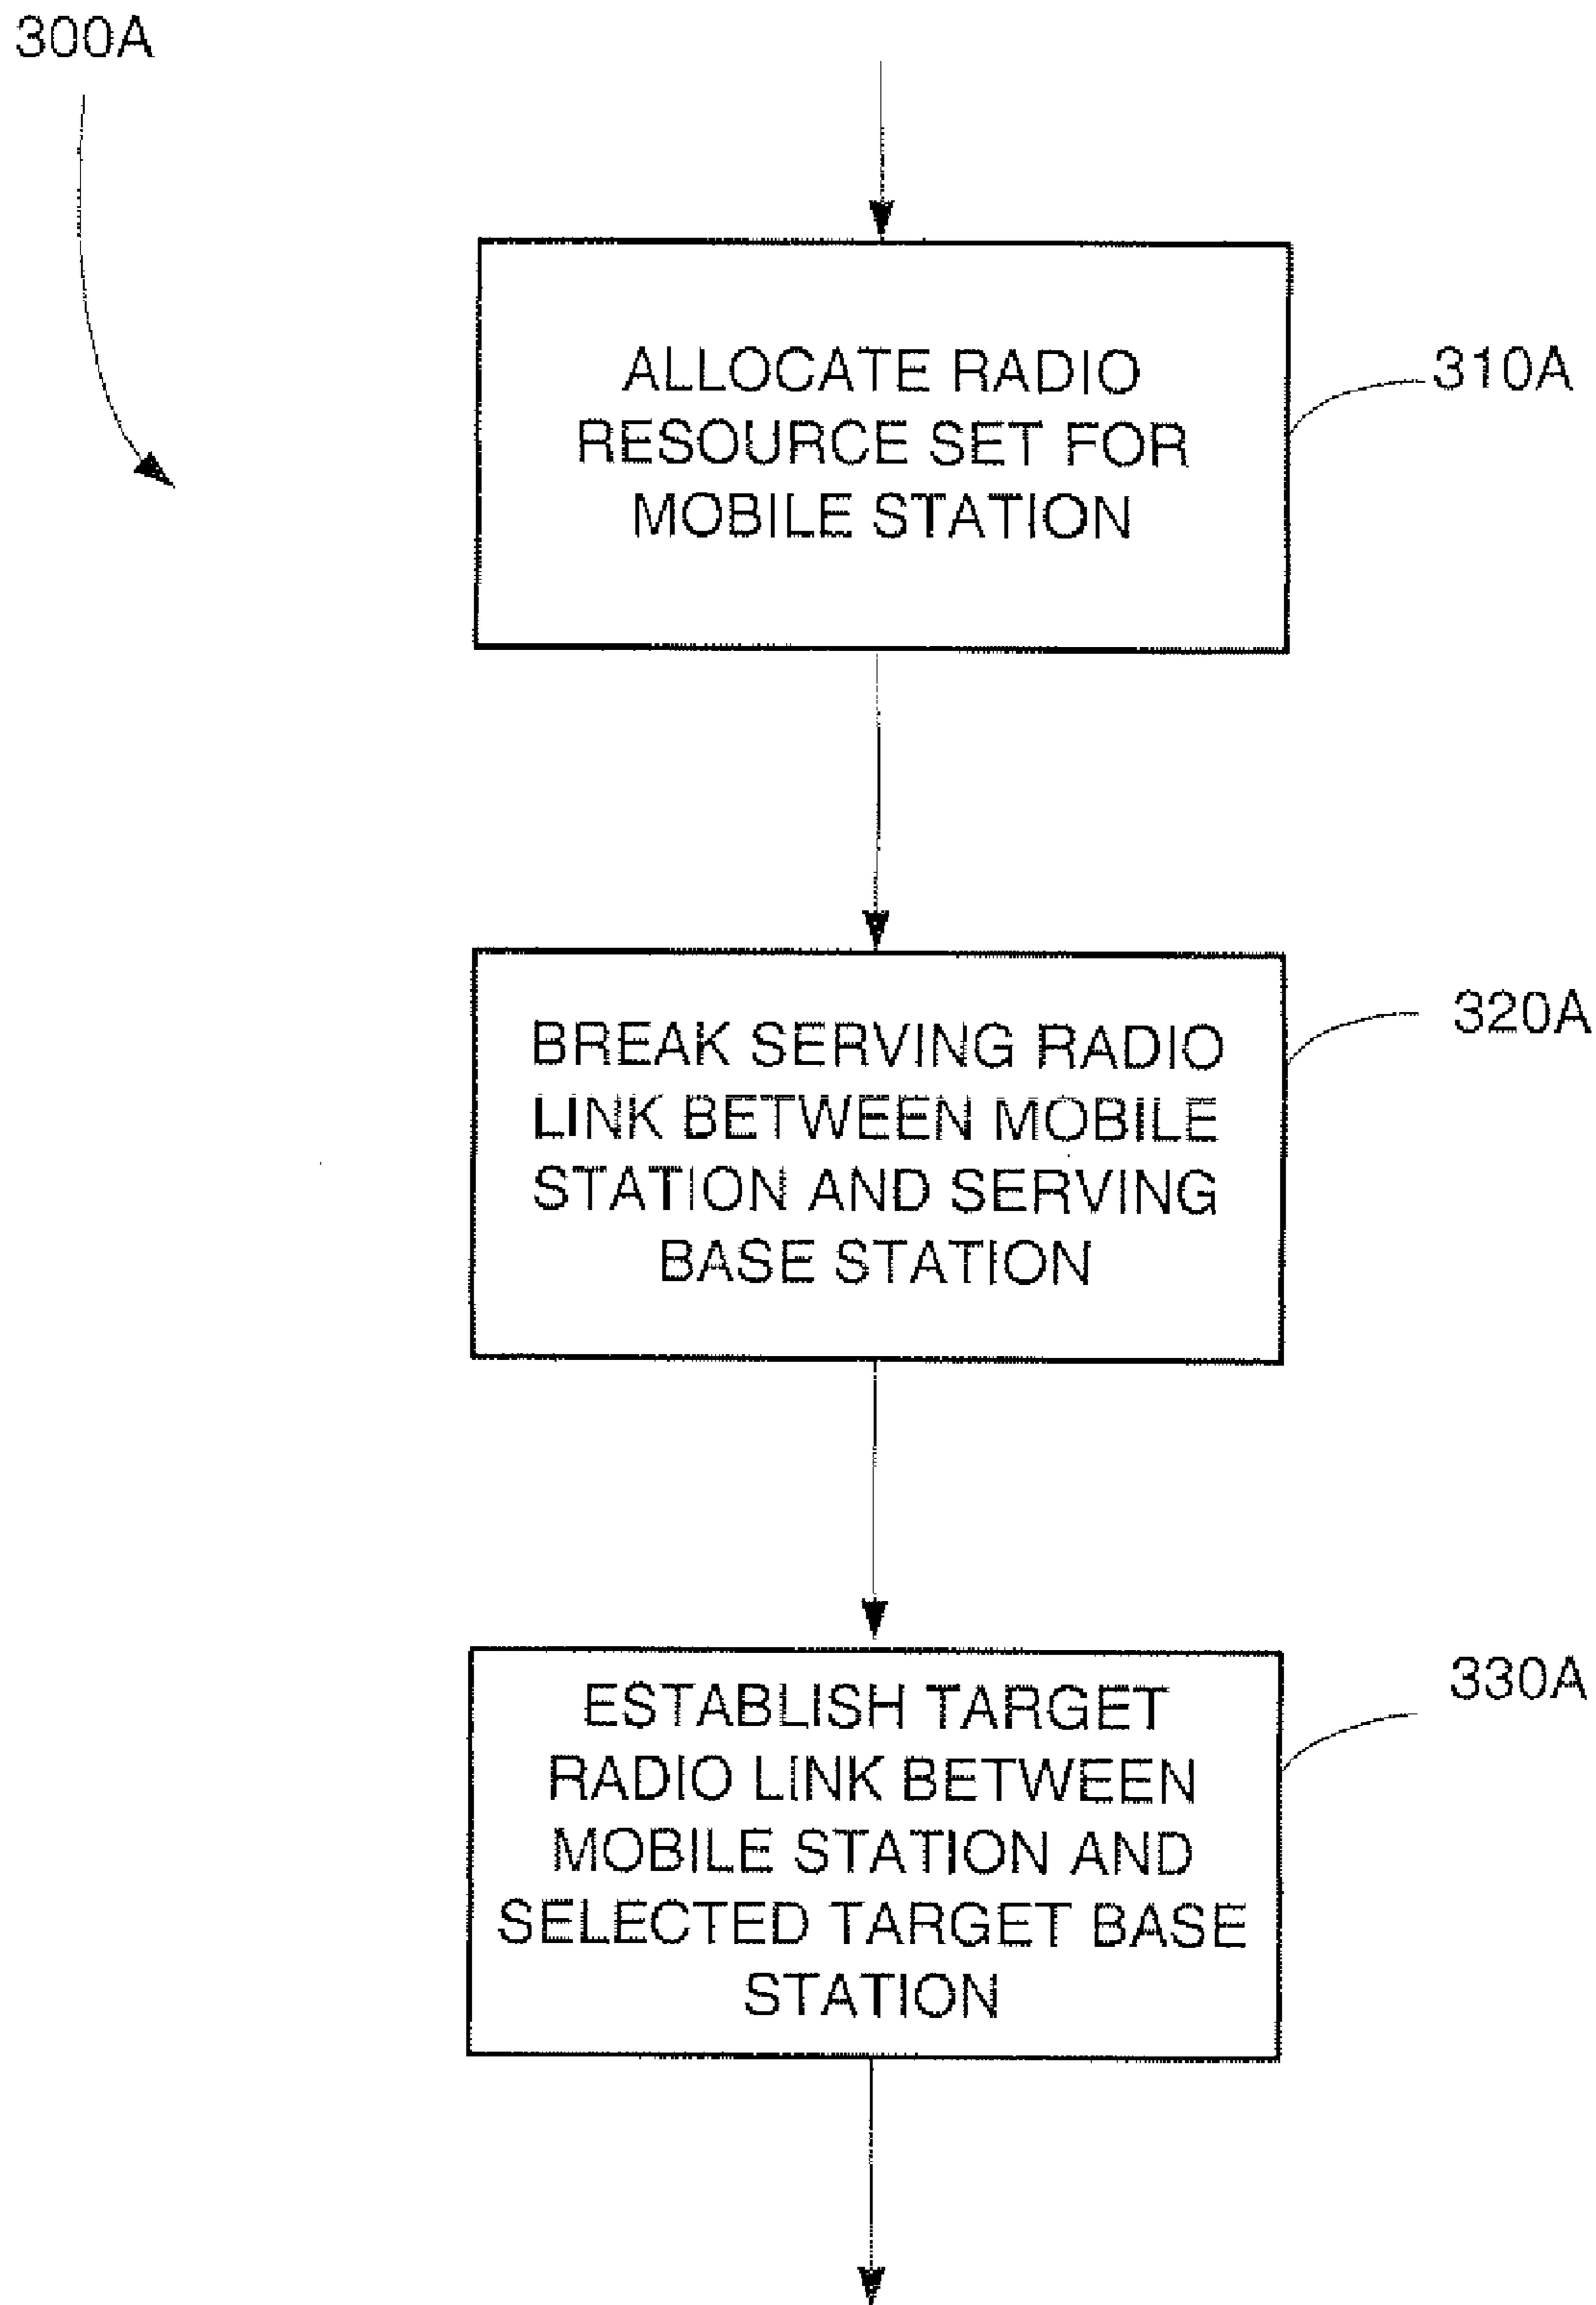 300A
ALLOCATE RADIO
RESOURCE SET FOR
MOBILE STATION
310A
BREAK SERVING RADIO
LINK BETWEEN MOBILE
STATION AND SERVING
BASE STATION
320A
ESTABLISH TARGET
RADIO LINK BETWEEN
MOBILE STATION AND
SELECTED TARGET BASE
STATION
330A